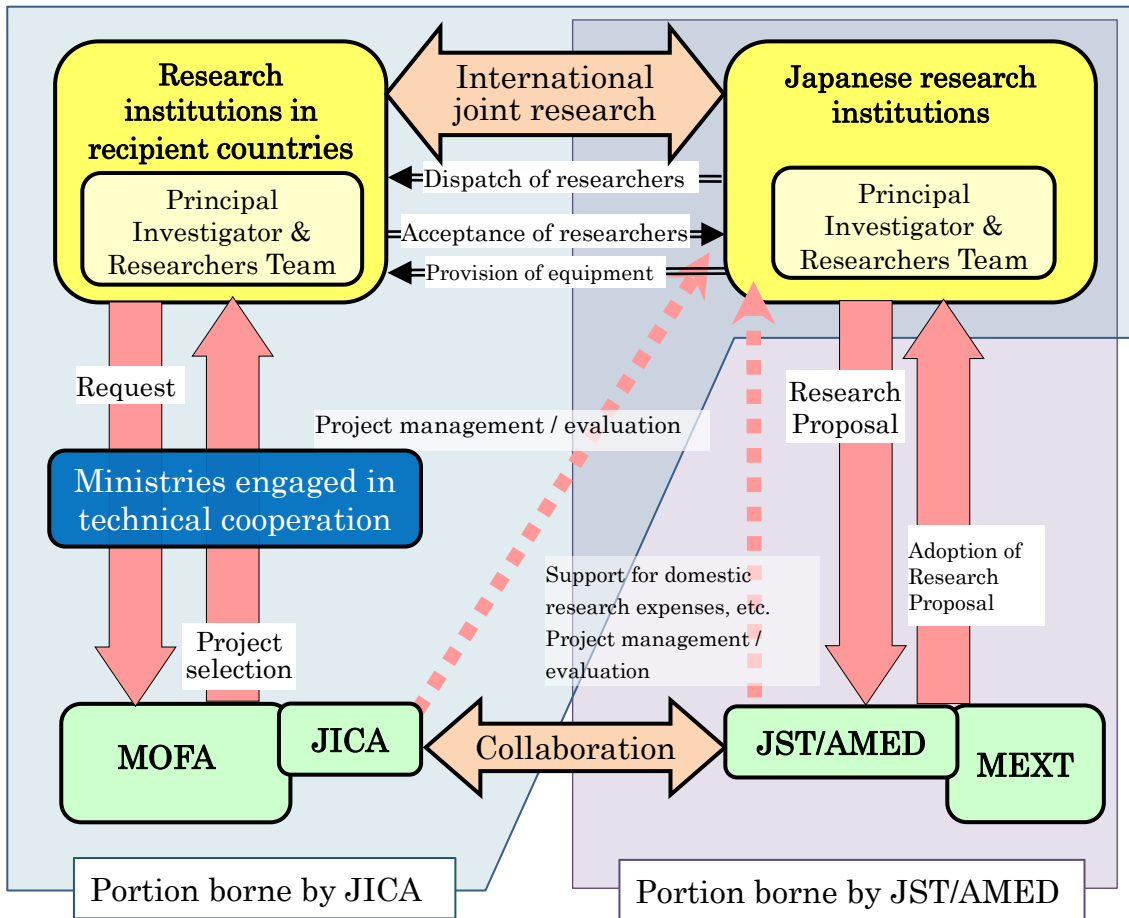 Research
institutions in
recipient countries
Principal
Investigator &
Researchers Team
International
joint research
Japanese research
institutions
Principal
Investigator &
Researchers Team
Dispatch of researchers
Acceptance of researchers
Provision of equipment
Request
Project management / evaluation
Research
Proposal
Ministries engaged in
technical cooperation
Adoption of
Research
Proposal
Support for domestic
research expenses, etc.
Project management /
evaluation
Project
selection
MOFA
JICA
Collaboration
JST/AMED
MEXT
Portion borne by JICA
Portion borne by JST/AMED